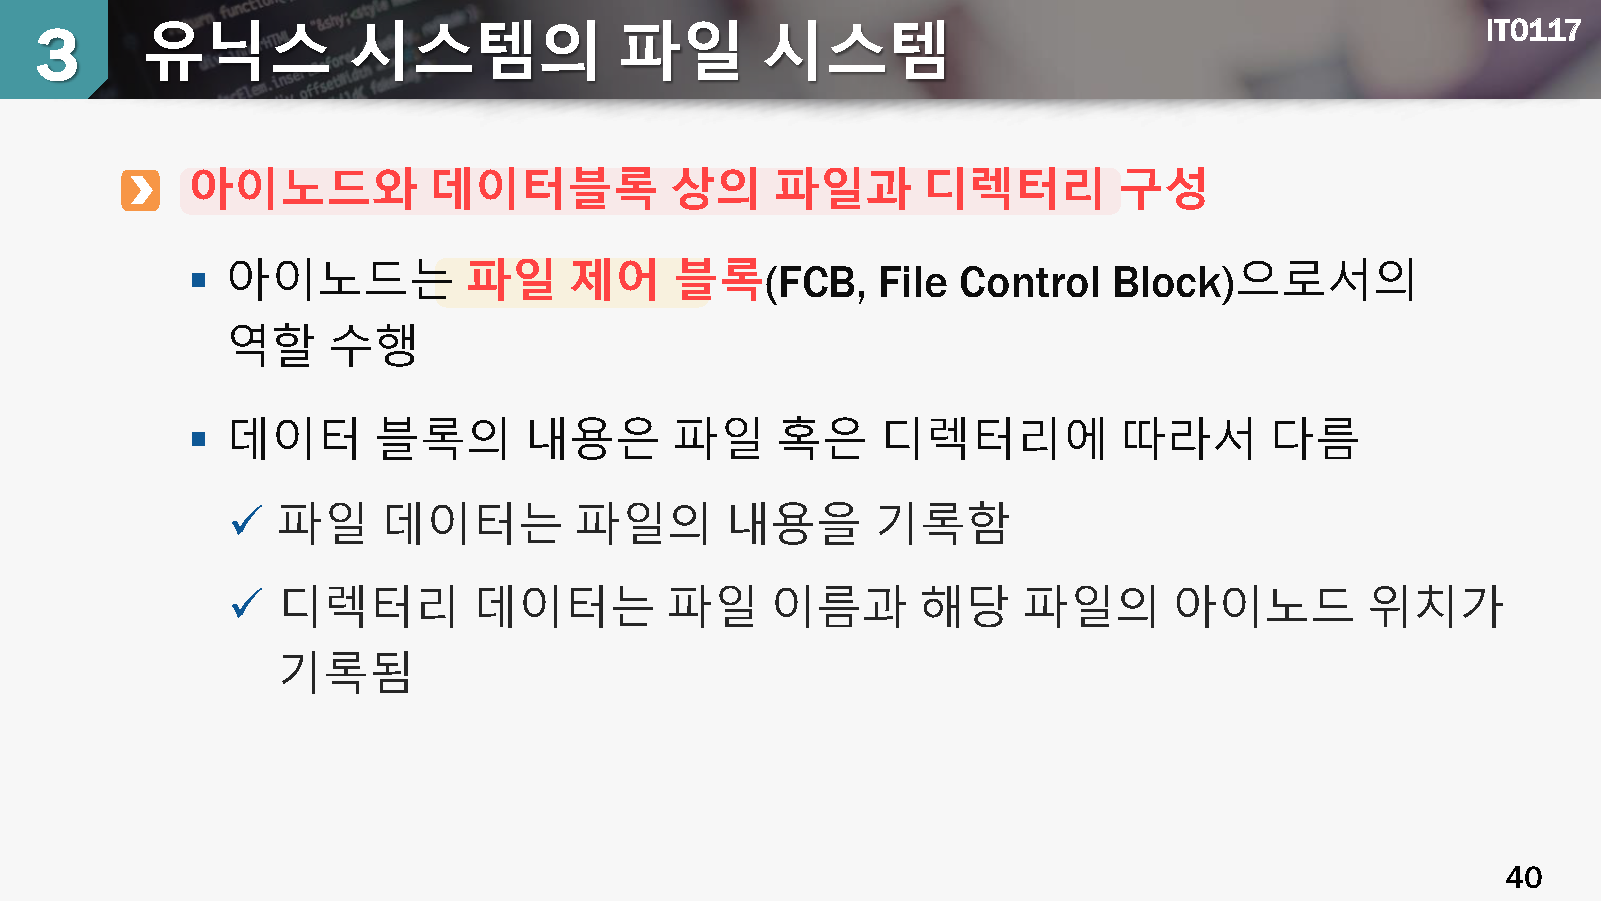 3 유닉스 시스템의 파일 시스템
IT0117
아이노드와 데이터블록 상의 파일과 디렉터리 구성
아이노드는 파일 제어 블록(FCB, File Control Block)으로서의
역할 수행
데이터 블록의 내용은 파일 혹은 디렉터리에 따라서 다름
파일 데이터는 파일의 내용을 기록함
디렉터리 데이터는 파일 이름과 해당 파일의 아이노드 위치가
기록됨
40